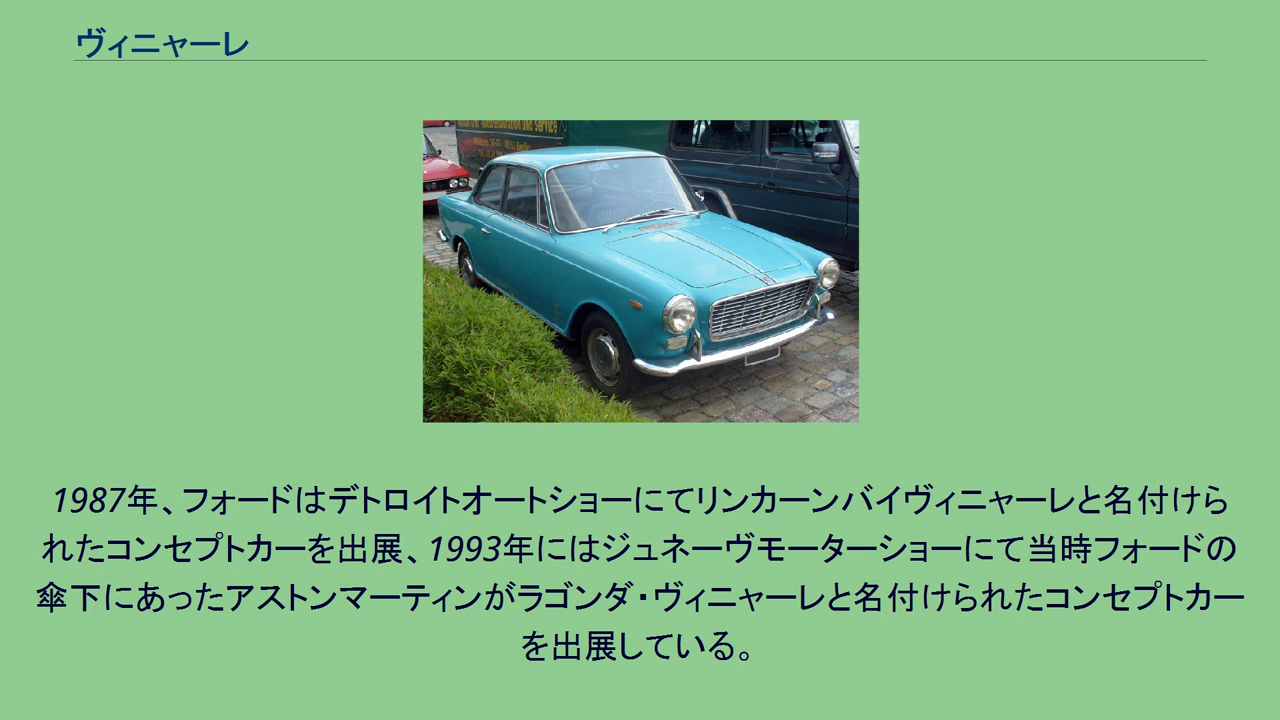 ヴィニャーレ
1987年、フォードはデトロイトオートショーにてリンカーンバイヴィニャーレと名付けら
れたコンセプトカーを出展、1993年にはジュネーヴモーターショーにて当時フォードの
傘下にあったアストンマーティンがラゴンダ・ヴィニャーレと名付けられたコンセプトカー
を出展している。